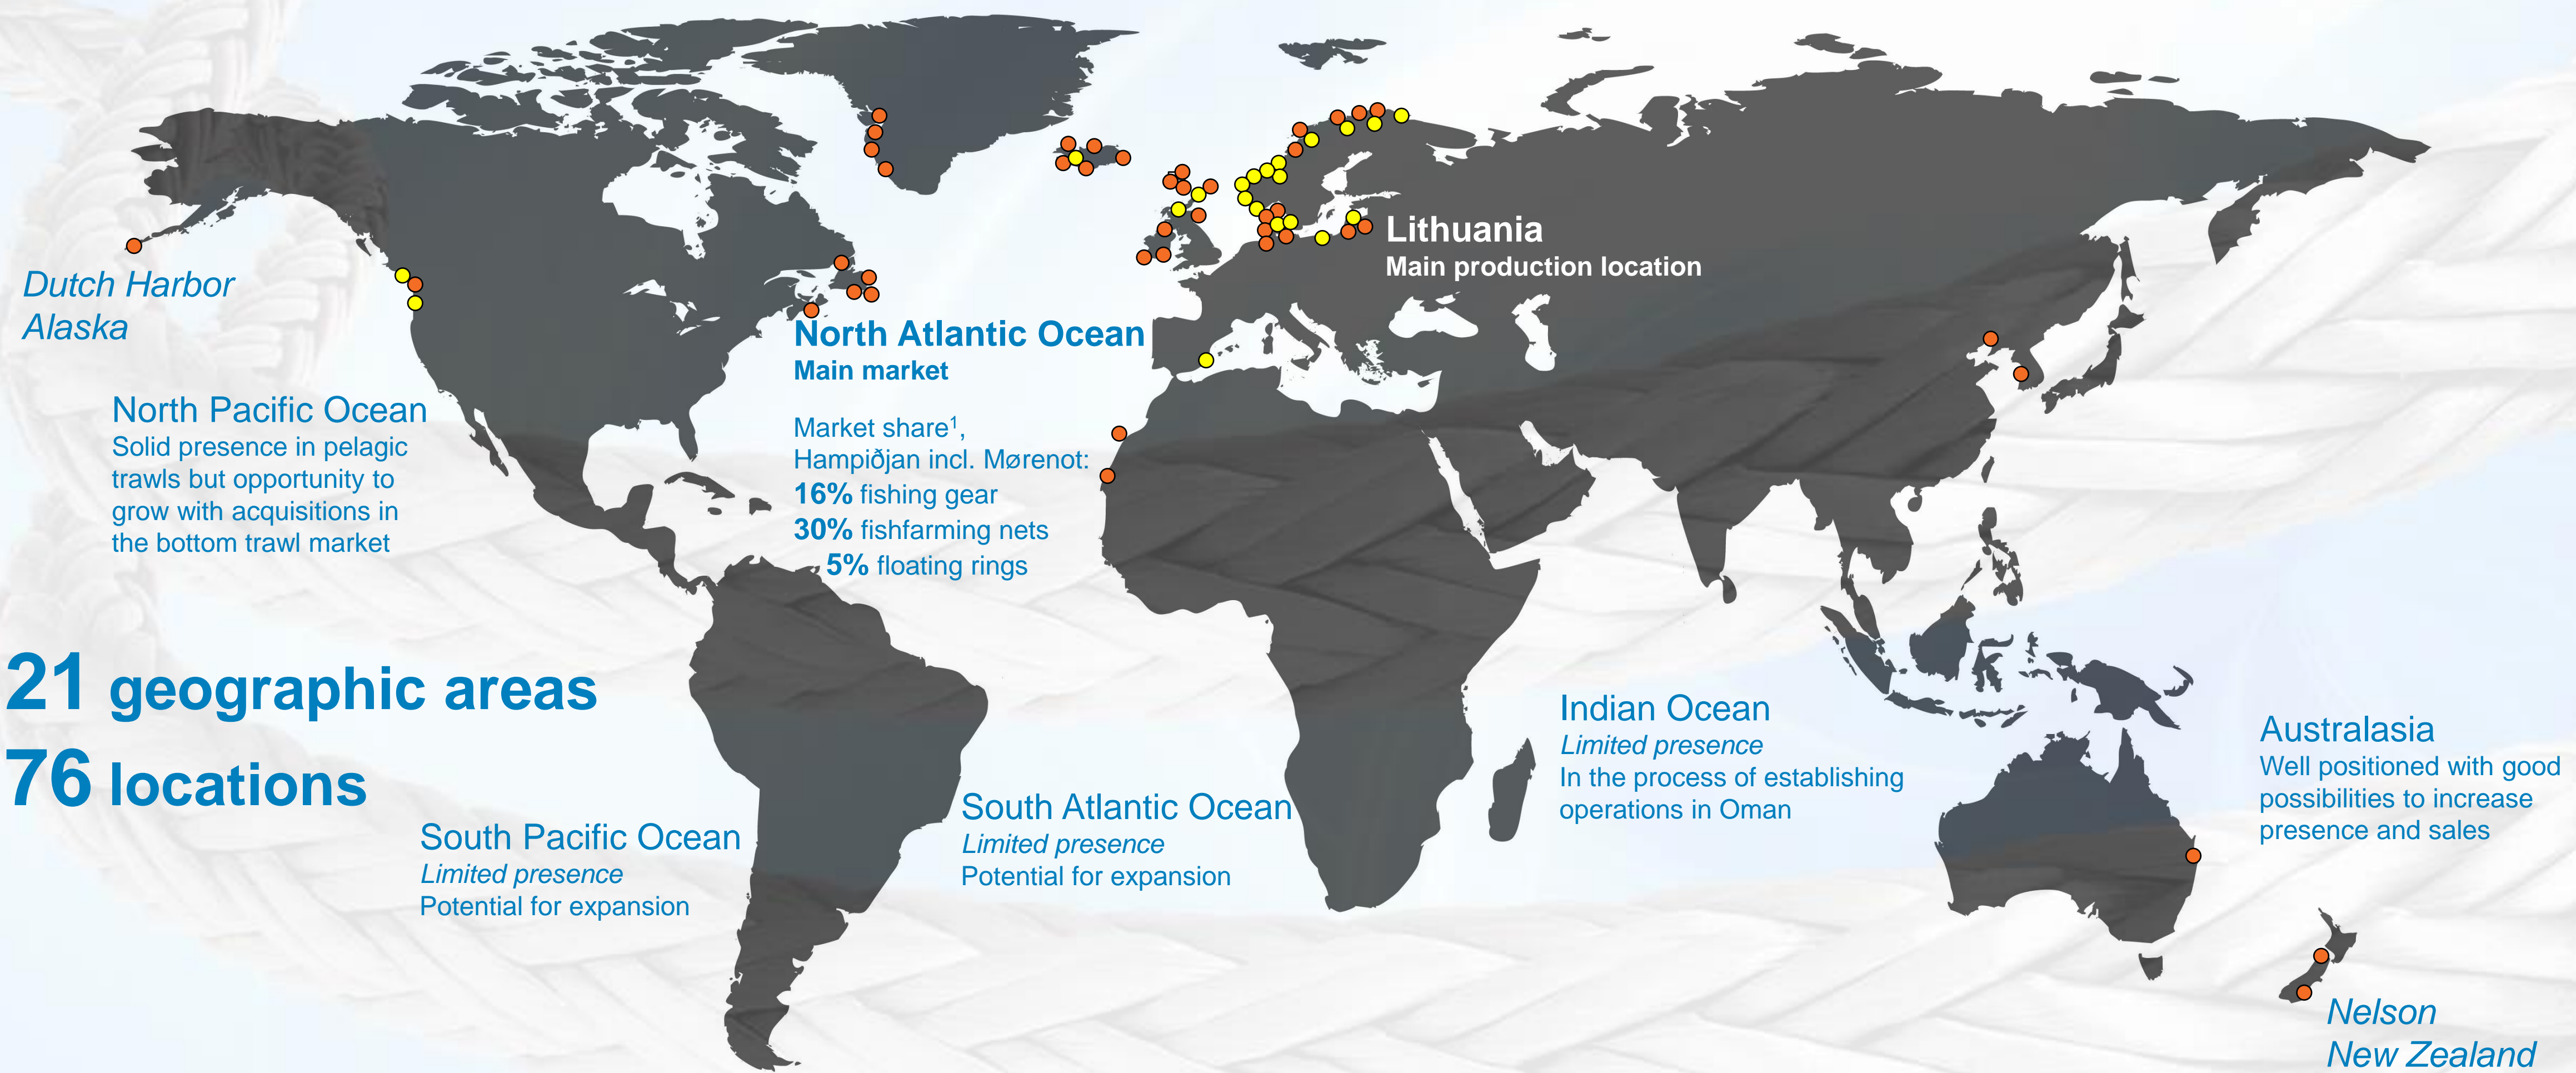 Lithuania
Main production location
Dutch Harbor
Alaska
North Atlantic Ocean
Main market
Market share¹,
Hampiðjan incl. Mørenot:
16% fishing gear
30% fishfarming nets
5% floating rings
North Pacific Ocean
Solid presence in pelagic
trawls but opportunity to
grow with acquisitions in
the bottom trawl market
21 geographic areas
76 locations
South Pacific Ocean
Limited presence
Potential for expansion
South Atlantic Ocean
Limited presence
Potential for expansion
Indian Ocean
Limited presence
In the process of establishing
operations in Oman
Australasia
Well positioned with good
possibilities to increase
presence and sales
Nelson
New Zealand